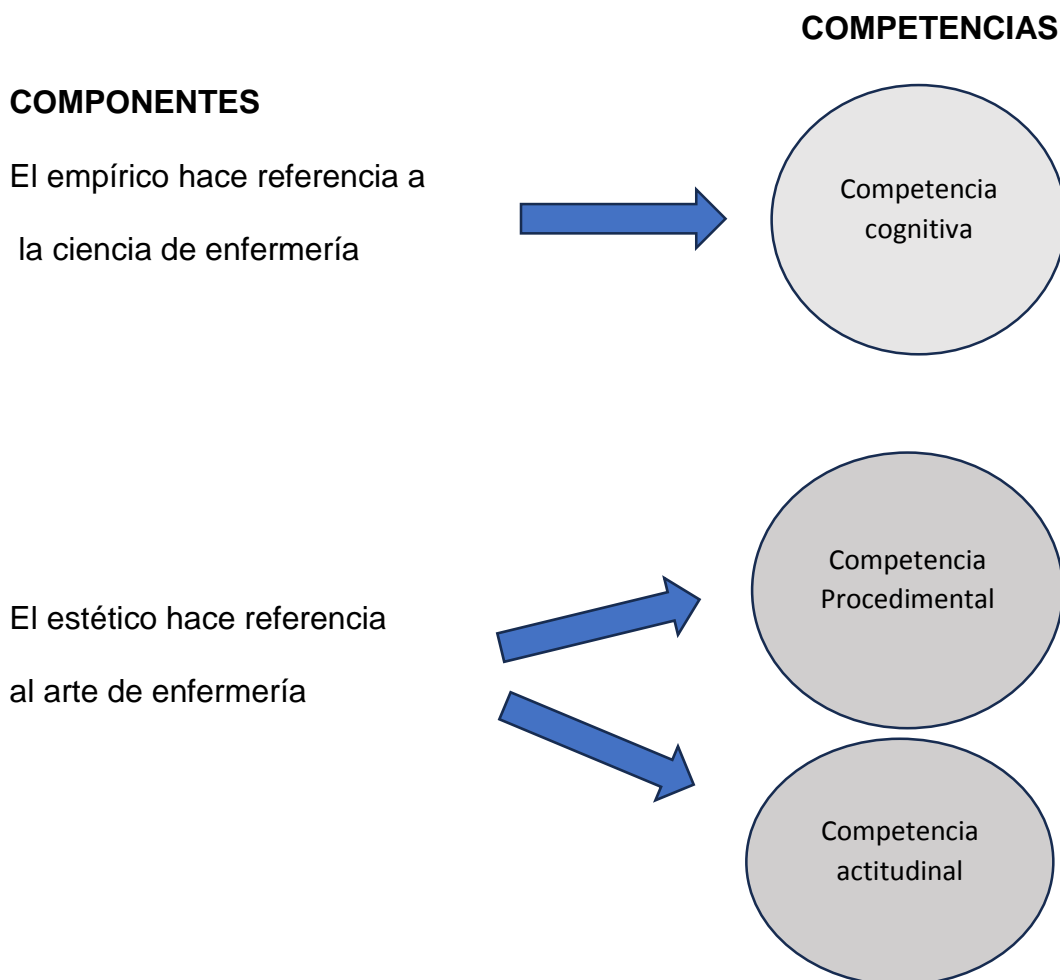 COMPETENCIAS
COMPONENTES
El empírico hace referencia a
la ciencia de enfermería
Competencia
cognitiva
El estético hace referencia
al arte de enfermería
Competencia
Procedimental
Competencia
actitudinal